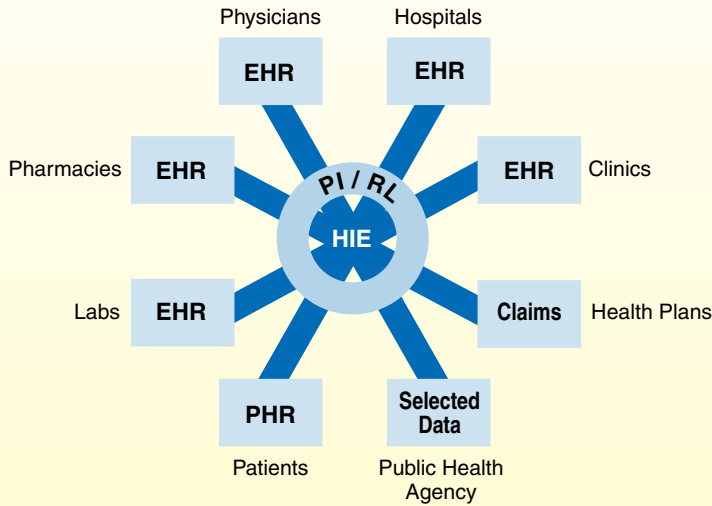 Physicians
Hospitals
EHR
EHR
Pharmacies
EHR
EHR
Clinics
PI / RL
HIE
Labs
EHR
Claims
Health Plans
PHR
Selected
Data
Patients
Public Health
Agency